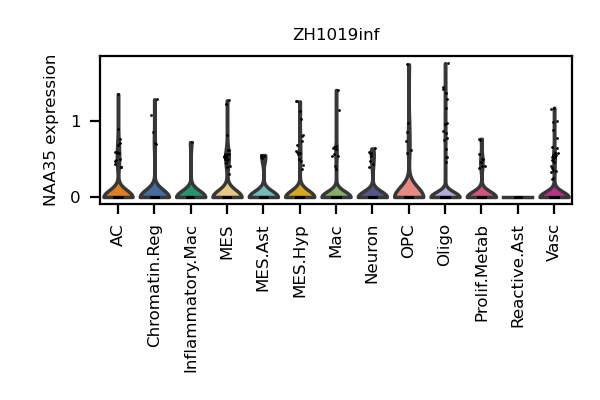 ZH1019inf
NAA35 expression
1
0
AC
Chromatin.Reg
Inflammatory.Mac
MES
MES.Ast
MES.Hyp
Mac
Neuron
OPC
Oligo
Prolif.Metab
Reactive.Ast
Vasc